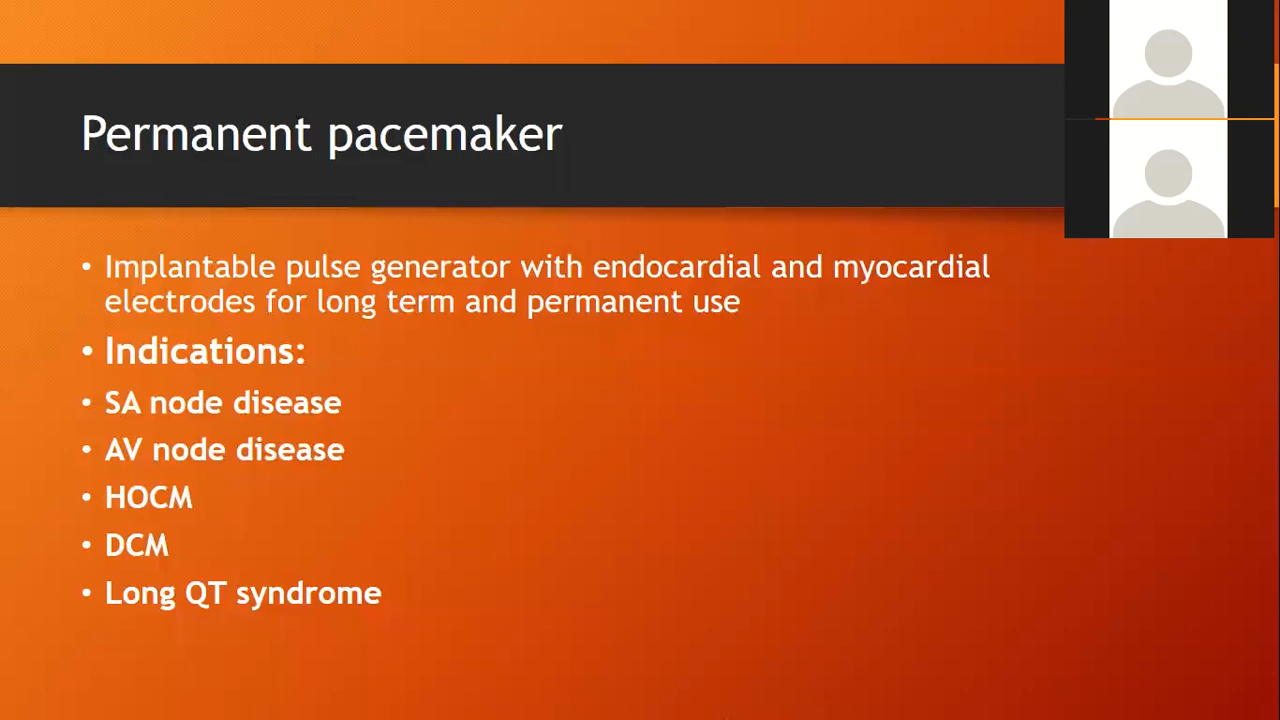 Permanent pacemaker
• Implantable pulse generator with endocardial and myocardial
electrodes for long term and permanent use
• Indications:
• SA node disease
• AV node disease
• HOCM
• DCM
• Long QT syndrome